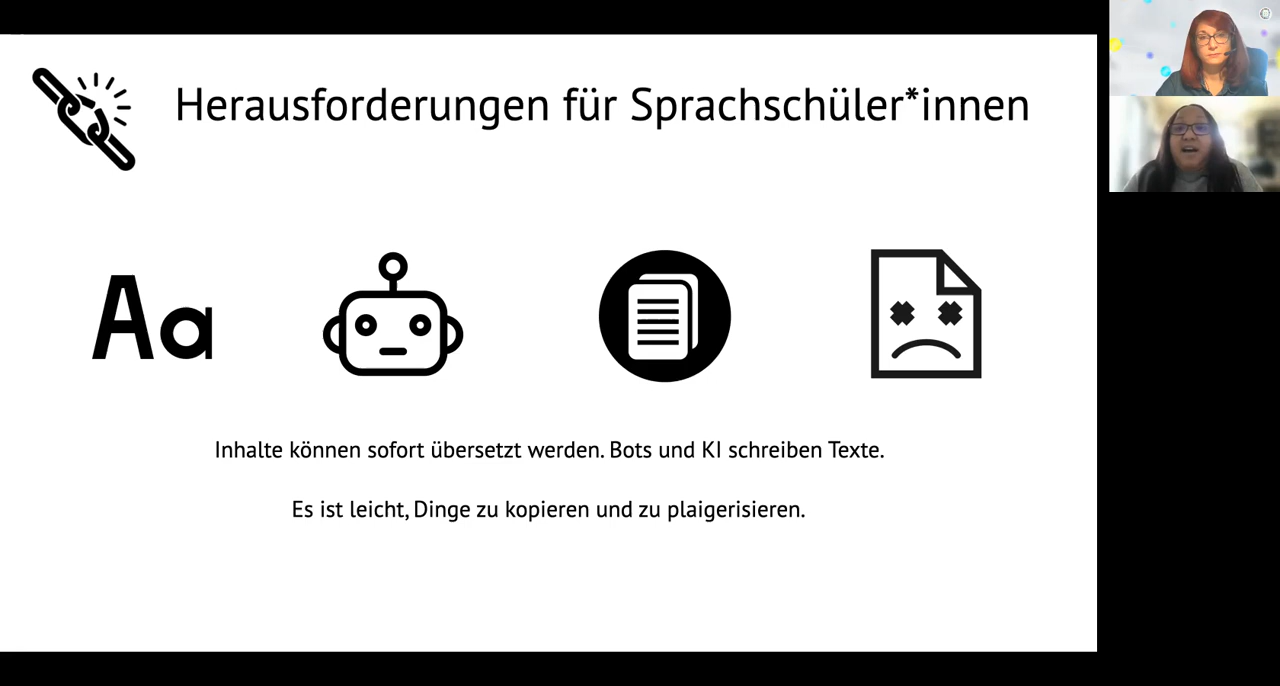 Herausforderungen für Sprachschüler*innen
Aa
Inhalte können sofort übersetzt werden. Bots und KI schreiben Texte.
Es ist leicht, Dinge zu kopieren und zu plaigerisieren.